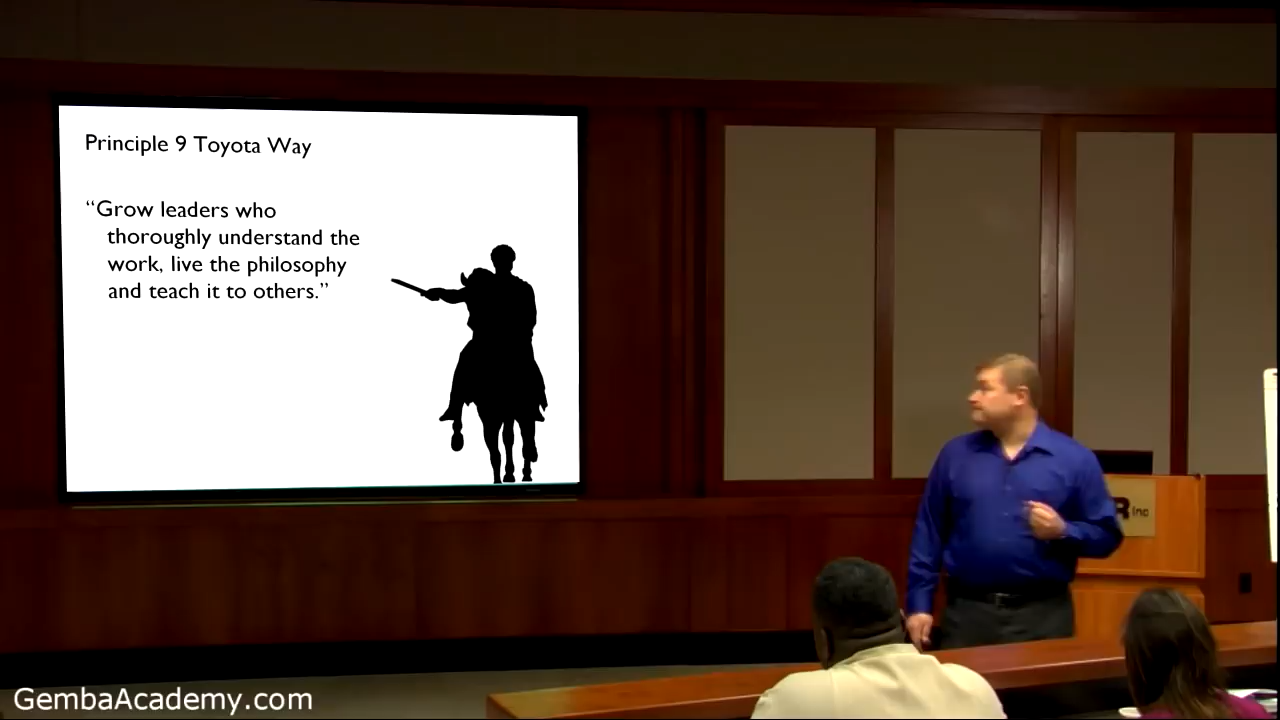 Principle 9 Toyota Way
“Grow leaders who
thoroughly understand the
work, live the philosophy
and teach it to others.”
R Inc
GembaAcademy.com